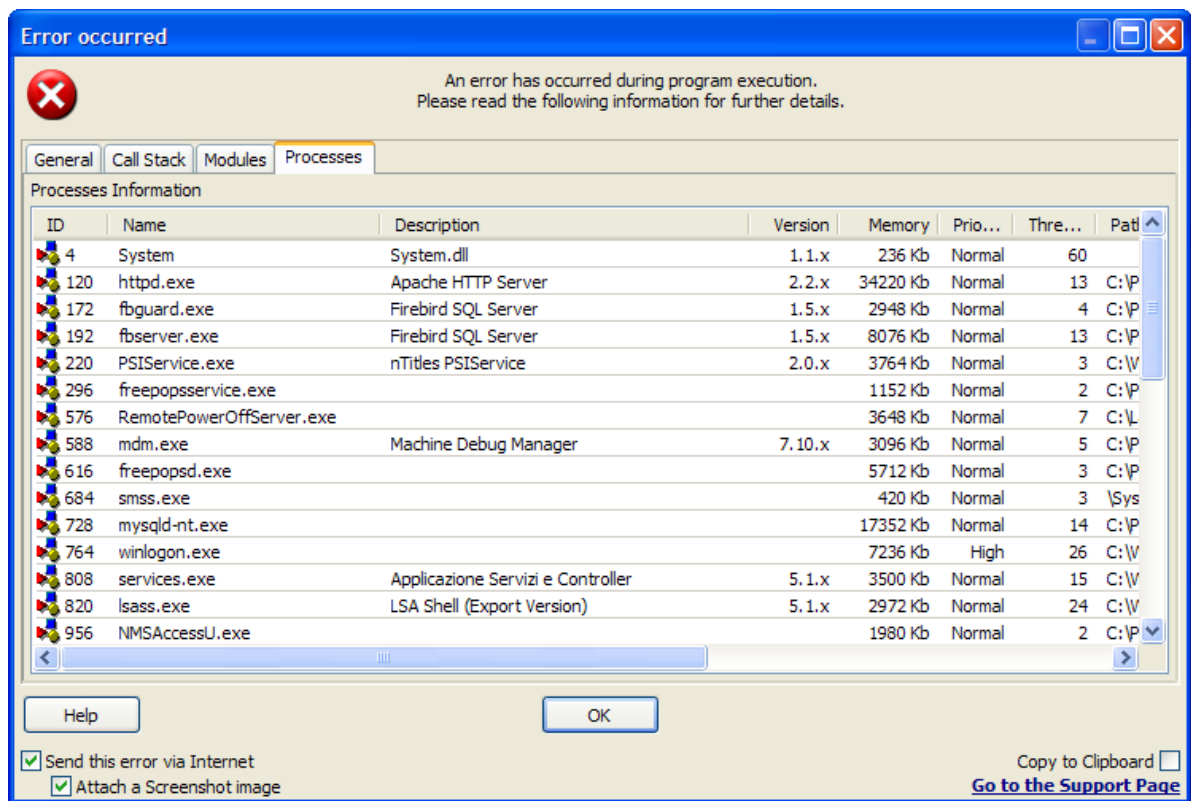 Error occurred
An error has occurred during program execution.
Please read the following information for further details.
General Call Stack Modules Processes
Processes Information
ID Name Description Version Memory Prio... Thre... Patl
4 System System.dll 1.1.x 236 Kb Normal 60
120 httpd.exe Apache HTTP Server 2.2.x 34220 Kb Normal 13 C:\P
172 fbguard.exe Firebird SQL Server 1.5.x 2948 Kb Normal 4 C:\P
192 fbserver.exe Firebird SQL Server 1.5.x 8076 Kb Normal 13 C:\P
220 PSIService.exe nTitles PSIService 2.0.x 3764 Kb Normal 3 C:\W
296 freepopsservice.exe 1152 Kb Normal 2 C:\P
576 RemotePowerOffServer.exe 3648 Kb Normal 7 C:\L
588 mdm.exe Machine Debug Manager 7.10.x 3096 Kb Normal 5 C:\P
616 freepopsd.exe 5712 Kb Normal 3 C:\P
684 smss.exe 420 Kb Normal 3 \Sys
728 mysqld-nt.exe 17352 Kb Normal 14 C:\P
764 winlogon.exe 7236 Kb High 26 C:\W
808 services.exe Applicazione Servizi e Controller 5.1.x 3500 Kb Normal 15 C:\W
820 lsass.exe LSA Shell (Export Version) 5.1.x 2972 Kb Normal 24 C:\W
956 NMSAccessU.exe 1980 Kb Normal 2 C:\P
Help OK
Send this error via Internet Copy to Clipboard
Attach a Screenshot image Go to the Support Page